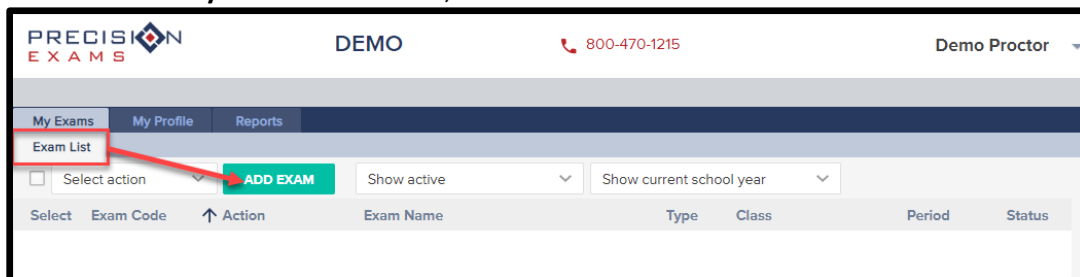 PRECISION
EXAMS
DEMO
800-470-1215
Demo Proctor
My Exams My Profile Reports
Exam List
Select action ADD EXAM Show active Show current school year
Select Exam Code Action Exam Name Type Class Period Status